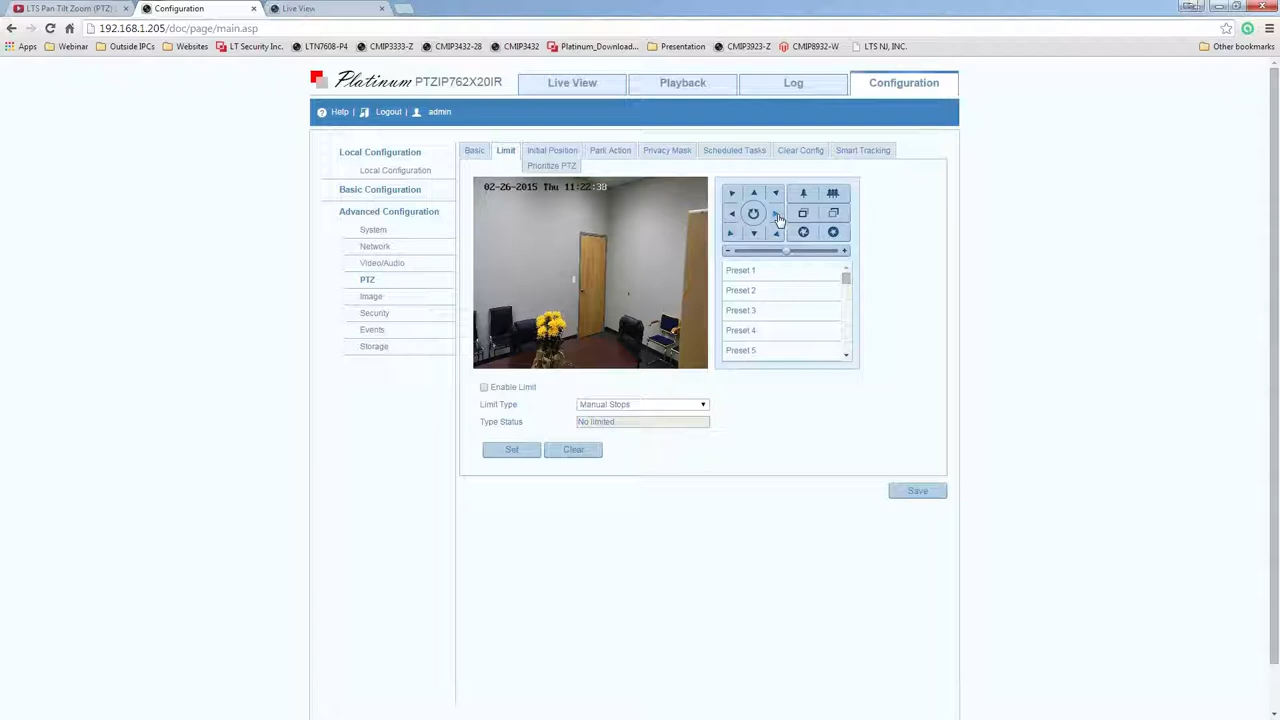 LTS Pan Tilt Zoom (PTZ) I
Configuration
Live View
192.168.1.205/doc/page/main.asp
Apps Webinar Outside IPCs Websites LT Security Inc. LTN7608-P4 CMIP3333-Z CMIP3432-28 CMIP3432 Platinum_Download... Presentation CMIP3923-Z CMIP8932-W LTS NJ, INC. Other bookmarks
Platinum PTZIP762X20IR
Live View Playback Log Configuration
Help | Logout | admin
Local Configuration
Local Configuration
Basic Configuration
Advanced Configuration
System
Network
Video/Audio
PTZ
Image
Security
Events
Storage
Basic Limit Initial Position Park Action Privacy Mask Scheduled Tasks Clear Config Smart Tracking
Prioritize PTZ
02-26-2015 Thu 11:22:30
Preset 1
Preset 2
Preset 3
Preset 4
Preset 5
Enable Limit
Limit Type Manual Stops
Type Status No limited
Set Clear
Save